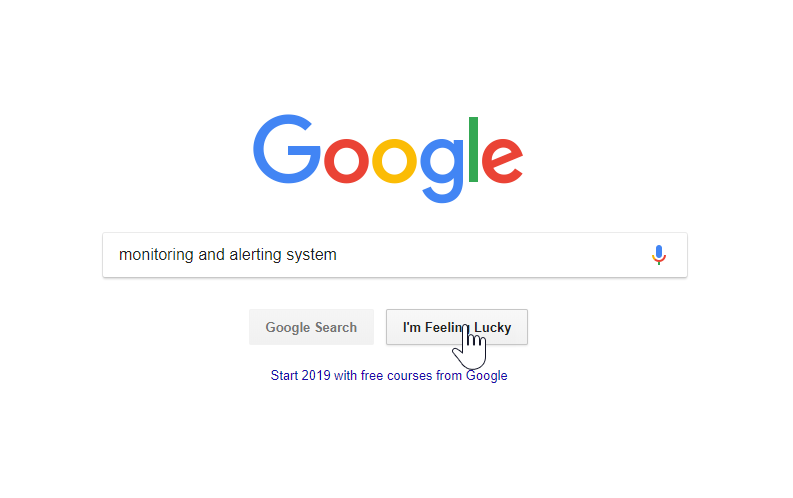 Google
monitoring and alerting system
Google Search
I'm Feeling Lucky
Start 2019 with free courses from Google